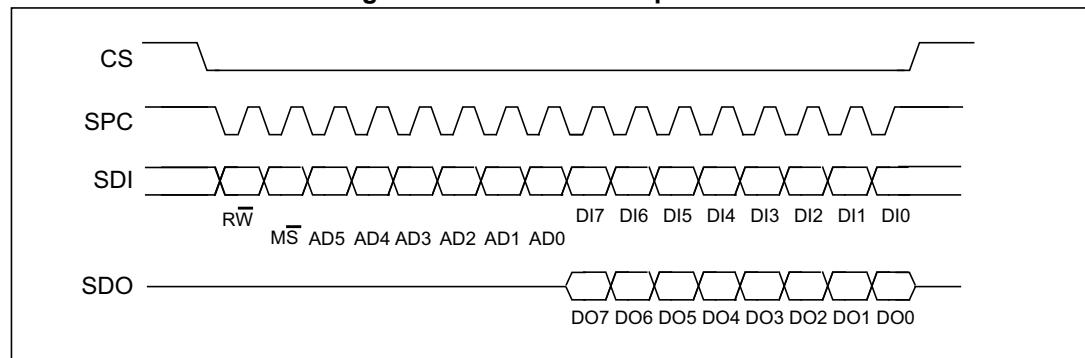 CS
SPC
SDI
RW̅
DI7 DI6 DI5 DI4 DI3 DI2 DI1 DI0
MS̅ AD5 AD4 AD3 AD2 AD1 AD0
SDO
DO7 DO6 DO5 DO4 DO3 DO2 DO1 DO0